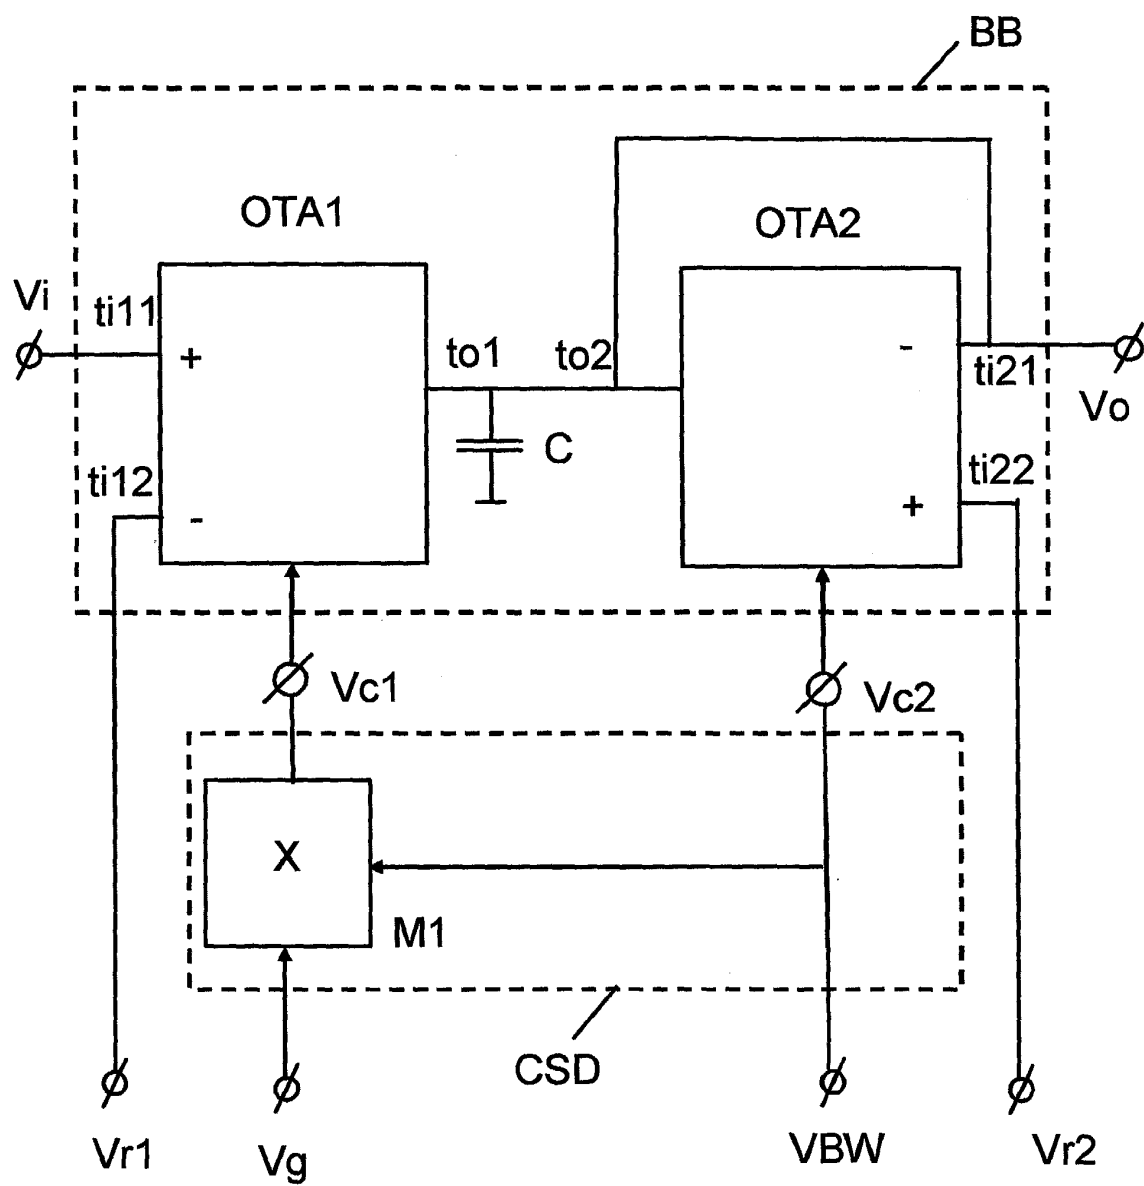 BB
OTA1
OTA2
Vi
ti11
+
to1
to2
-
ti21
Vo
C
ti12
-
ti22
+
Vc1
Vc2
X
M1
CSD
Vr1
Vg
VBW
Vr2